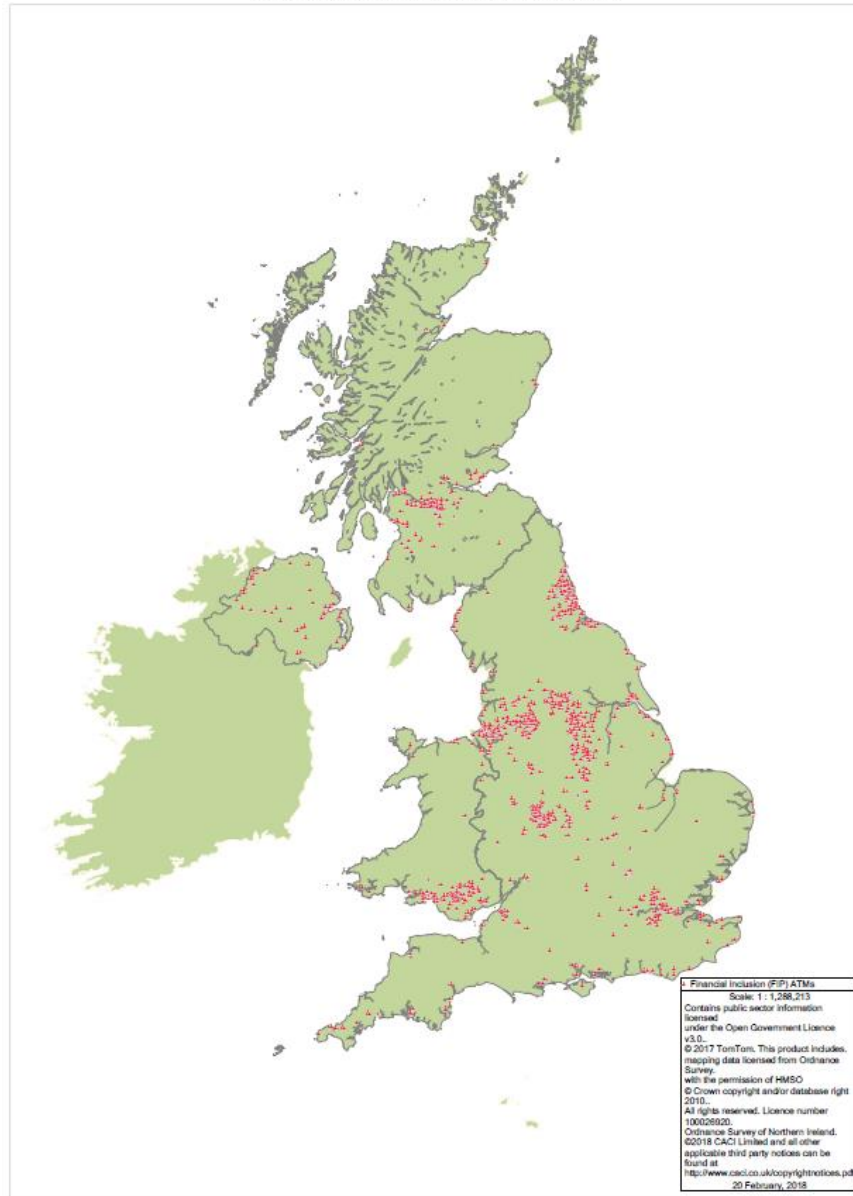 Financial Inclusion (FIP) ATMs
Scale: 1 : 1,288,213
Contains public sector information
licensed
under the Open Government Licence
v3.0..
© 2017 TomTom. This product includes.
mapping data licensed from Ordnance
Survey.
with the permission of HMSO
© Crown copyright and/or database right
2010..
All rights reserved. Licence number
100026920.
Ordnance Survey of Northern Ireland.
©2018 CACI Limited and all other
applicable third party notices can be
found at
http://www.caci.co.uk/copyrightnotices.pdf
20 February, 2018